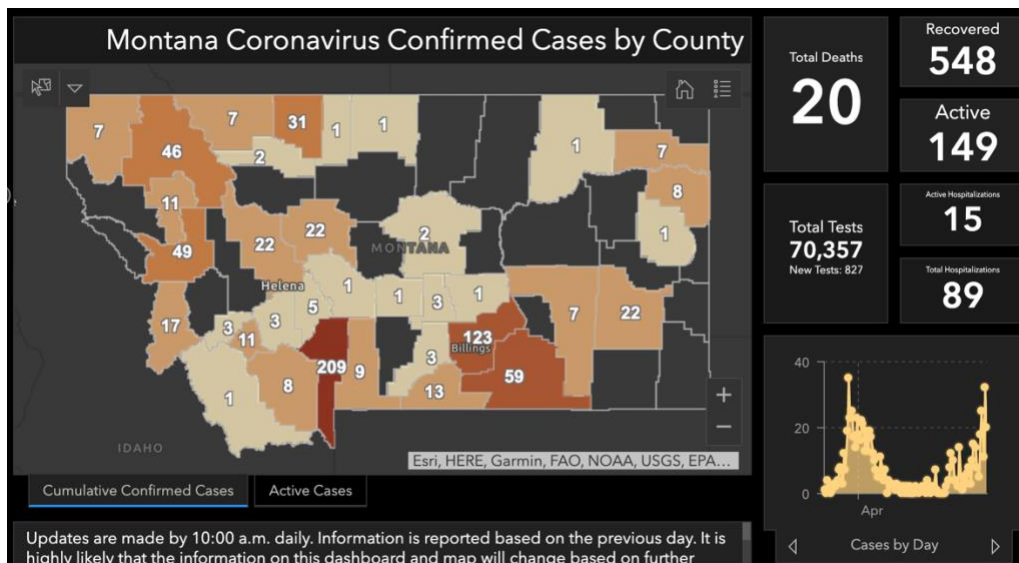 Montana Coronavirus Confirmed Cases by County
7
46
7
31
1
1
2
1
7
8
1
11
49
22
22
2
MONTANA
Helena
17
3
11
3
5
1
1
3
1
7
22
1
8
209
9
3
13
123
Billings
59
IDAHO
Esri, HERE, Garmin, FAO, NOAA, USGS, EPA...
+
−
Cumulative Confirmed Cases
Active Cases
Updates are made by 10:00 a.m. daily. Information is reported based on the previous day. It is
highly likely that the information on this dashboard and map will change based on further
Total Deaths
20
Recovered
548
Active
149
Total Tests
70,357
New Tests: 827
Active Hospitalizations
15
Total Hospitalizations
89
40
20
0
Apr
Cases by Day